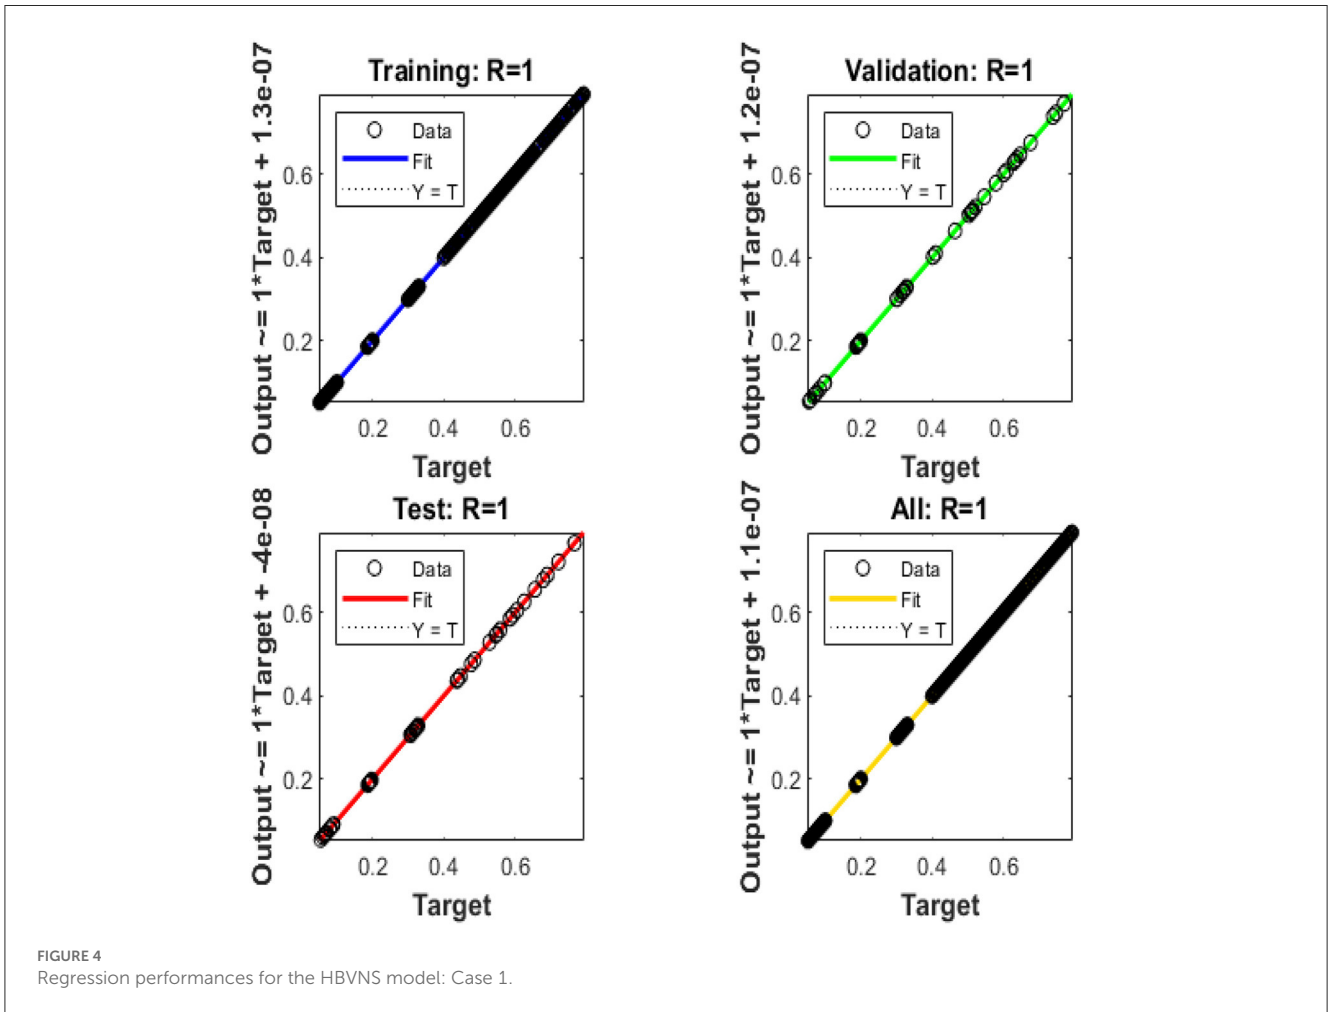 Training: R=1
Output ~= 1*Target + 1.3e-07
Data
Fit
Y = T
0.6
0.4
0.2
0.2 0.4 0.6
Target
Validation: R=1
Output ~= 1*Target + 1.2e-07
Data
Fit
Y = T
0.6
0.4
0.2
0.2 0.4 0.6
Target
Test: R=1
Output ~= 1*Target + -4e-08
Data
Fit
Y = T
0.6
0.4
0.2
0.2 0.4 0.6
Target
All: R=1
Output ~= 1*Target + 1.1e-07
Data
Fit
Y = T
0.6
0.4
0.2
0.2 0.4 0.6
Target
FIGURE 4
Regression performances for the HBVNS model: Case 1.